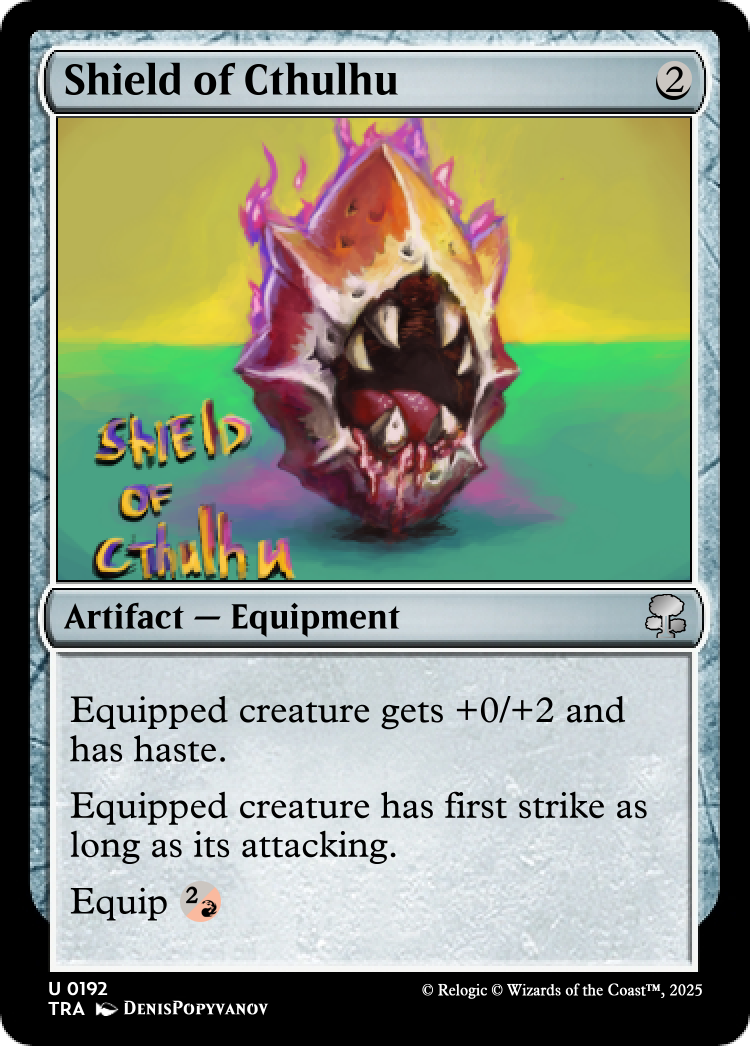 Shield of Cthulhu 2
SHIElD
OF
CThulhu
Artifact — Equipment
Equipped creature gets +0/+2 and
has haste.
Equipped creature has first strike as
long as its attacking.
Equip 2
U 0192
© Relogic © Wizards of the Coast™, 2025
TRA DenisPopyvanov